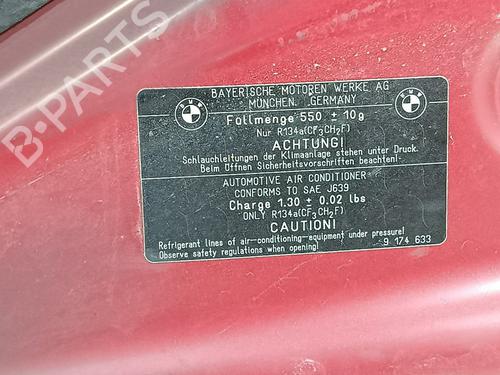 B-PARTS
BAYERISCHE MOTOREN WERKE AG
MÜNCHEN, GERMANY
BMW
BMW
Füllmenge 550 ± 10g
Nur R134a(CF3CH2F)
ACHTUNG!
Schlauchleitungen der Klimaanlage stehen unter Druck.
Beim Öffnen Sicherheitsvorschriften beachten!
AUTOMOTIVE AIR CONDITIONER
CONFORMS TO SAE J639
Charge 1.30 ± 0.02 lbs
ONLY R134a(CF3CH2F)
CAUTION!
Refrigerant lines of air-conditioning-equipment under pressure!
Observe safety regulations when opening!
9 174 633